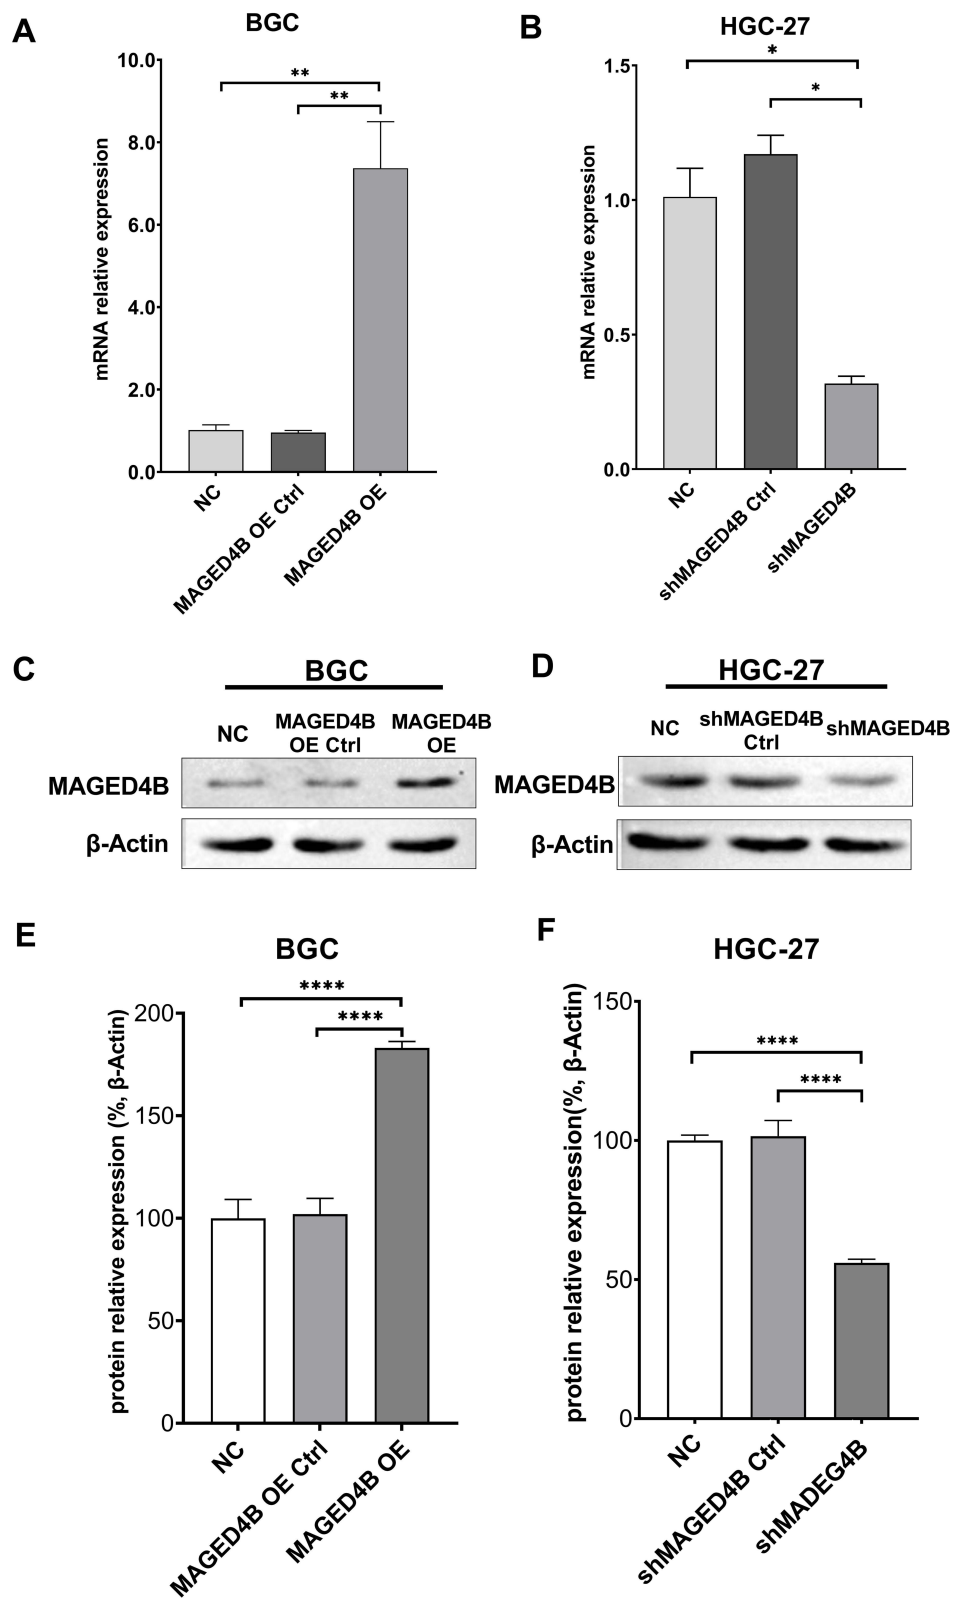 A
BGC
mRNA relative expression
10.0
8.0
6.0
4.0
2.0
0.0
**
**
NC
MAGED4B OE Ctrl
MAGED4B OE
B
HGC-27
mRNA relative expression
1.5
1.0
0.5
0.0
*
*
NC
shMAGED4B Ctrl
shMAGED4B
C
BGC
NC
MAGED4B
OE Ctrl
MAGED4B
OE
MAGED4B
β-Actin
D
HGC-27
NC
shMAGED4B
Ctrl
shMAGED4B
MAGED4B
β-Actin
E
BGC
protein relative expression (%, β-Actin)
200
150
100
50
0
****
****
NC
MAGED4B OE Ctrl
MAGED4B OE
F
HGC-27
protein relative expression(%, β-Actin)
150
100
50
0
****
****
NC
shMAGED4B Ctrl
shMADEG4B